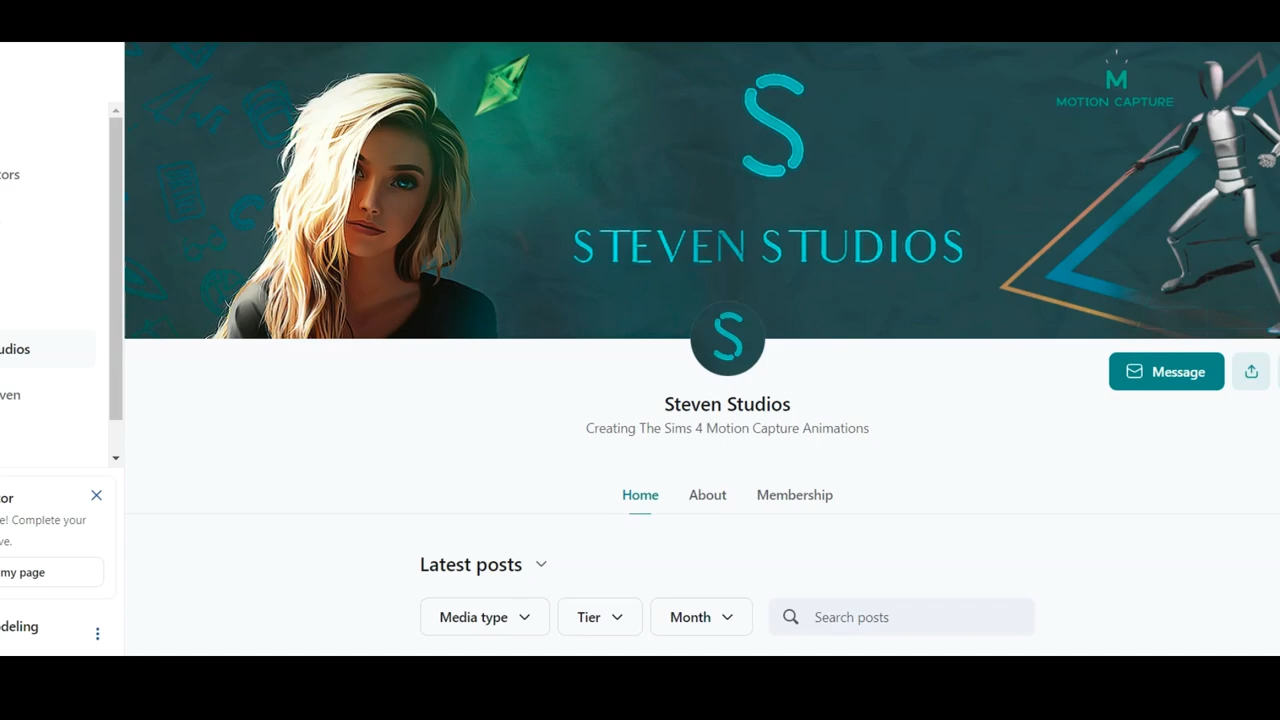 S
M
MOTION CAPTURE
STEVEN STUDIOS
S
tors
udios
ven
tor
e! Complete your
ve.
my page
deling
Message
Steven Studios
Creating The Sims 4 Motion Capture Animations
Home
About
Membership
Latest posts
Media type
Tier
Month
Search posts